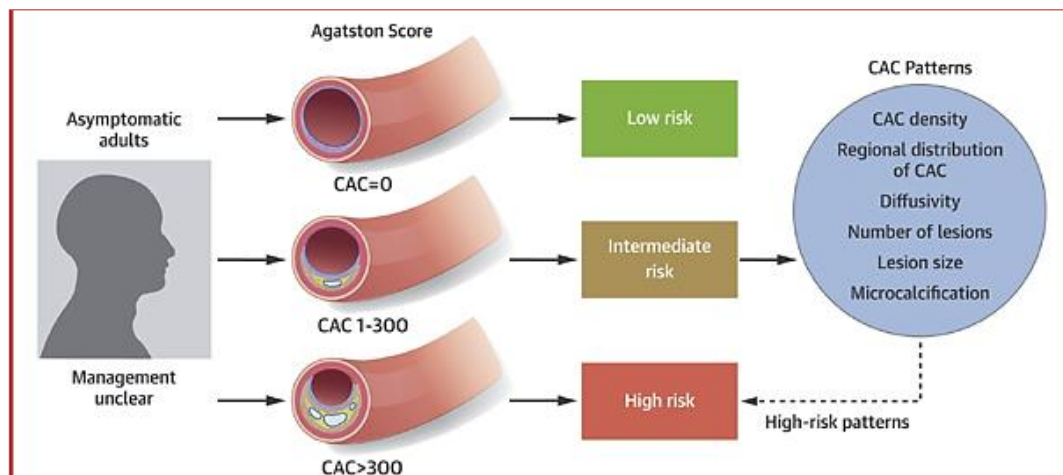 Agatston Score
Asymptomatic
adults
Management
unclear
CAC=0
CAC 1-300
CAC>300
Low risk
Intermediate
risk
High risk
CAC Patterns
CAC density
Regional distribution
of CAC
Diffusivity
Number of lesions
Lesion size
Microcalcification
High-risk patterns